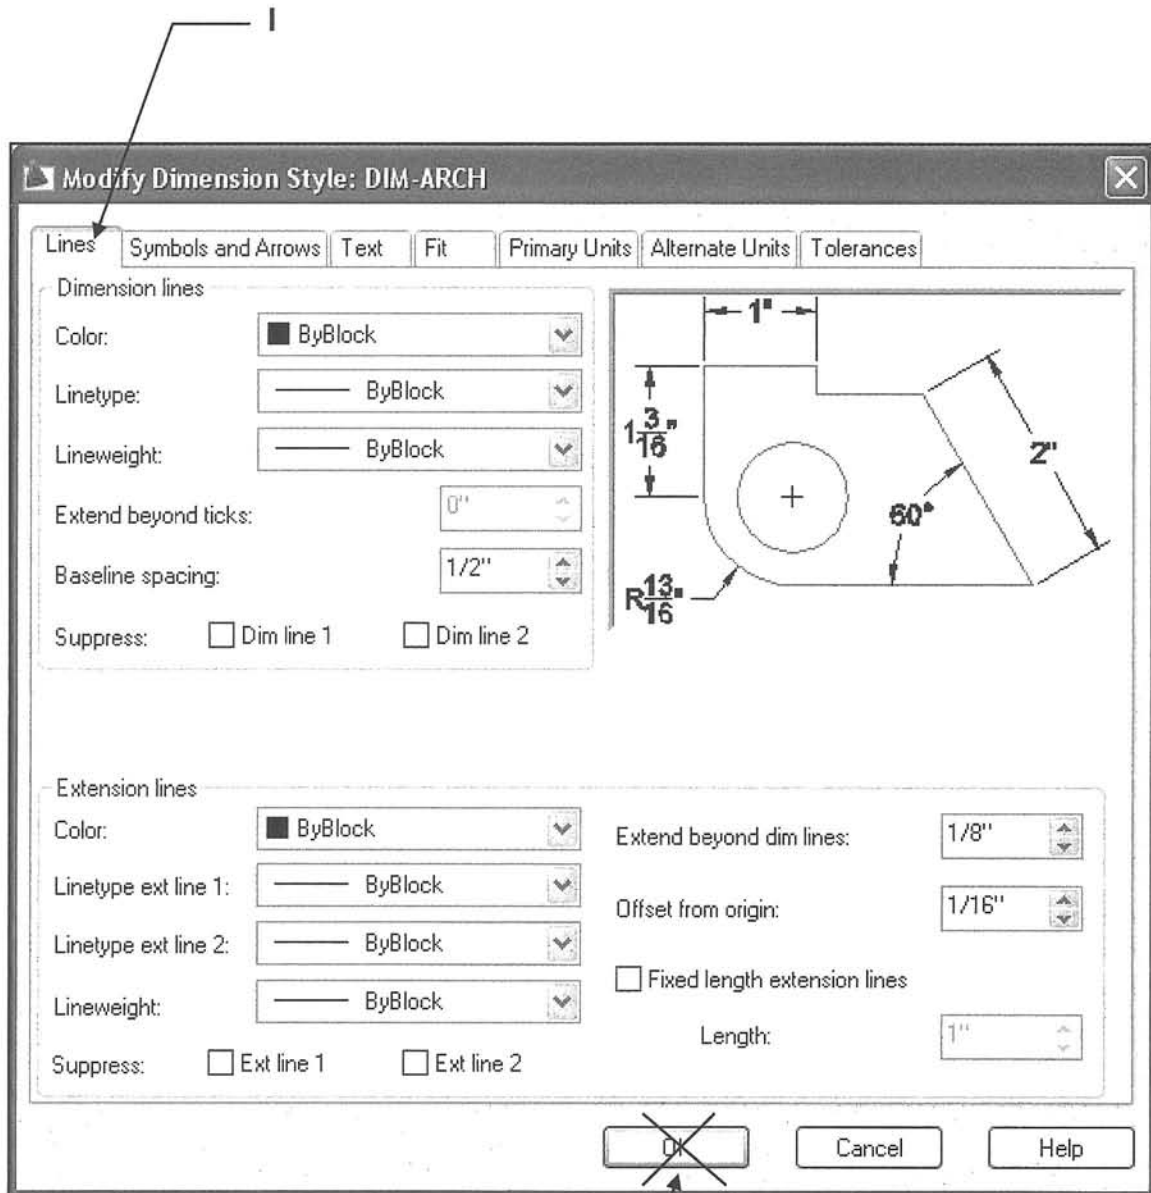 1
Modify Dimension Style: DIM-ARCH
Lines Symbols and Arrows Text Fit Primary Units Alternate Units Tolerances
Dimension lines
Color: ByBlock
Linetype: ByBlock
Lineweight: ByBlock
Extend beyond ticks: 0"
Baseline spacing: 1/2"
Suppress: Dim line 1 Dim line 2
1"
1 3/16"
2"
60°
R 13/16"
Extension lines
Color: ByBlock
Linetype ext line 1: ByBlock
Linetype ext line 2: ByBlock
Lineweight: ByBlock
Suppress: Ext line 1 Ext line 2
Extend beyond dim lines: 1/8"
Offset from origin: 1/16"
Fixed length extension lines
Length: 1"
Cancel Help